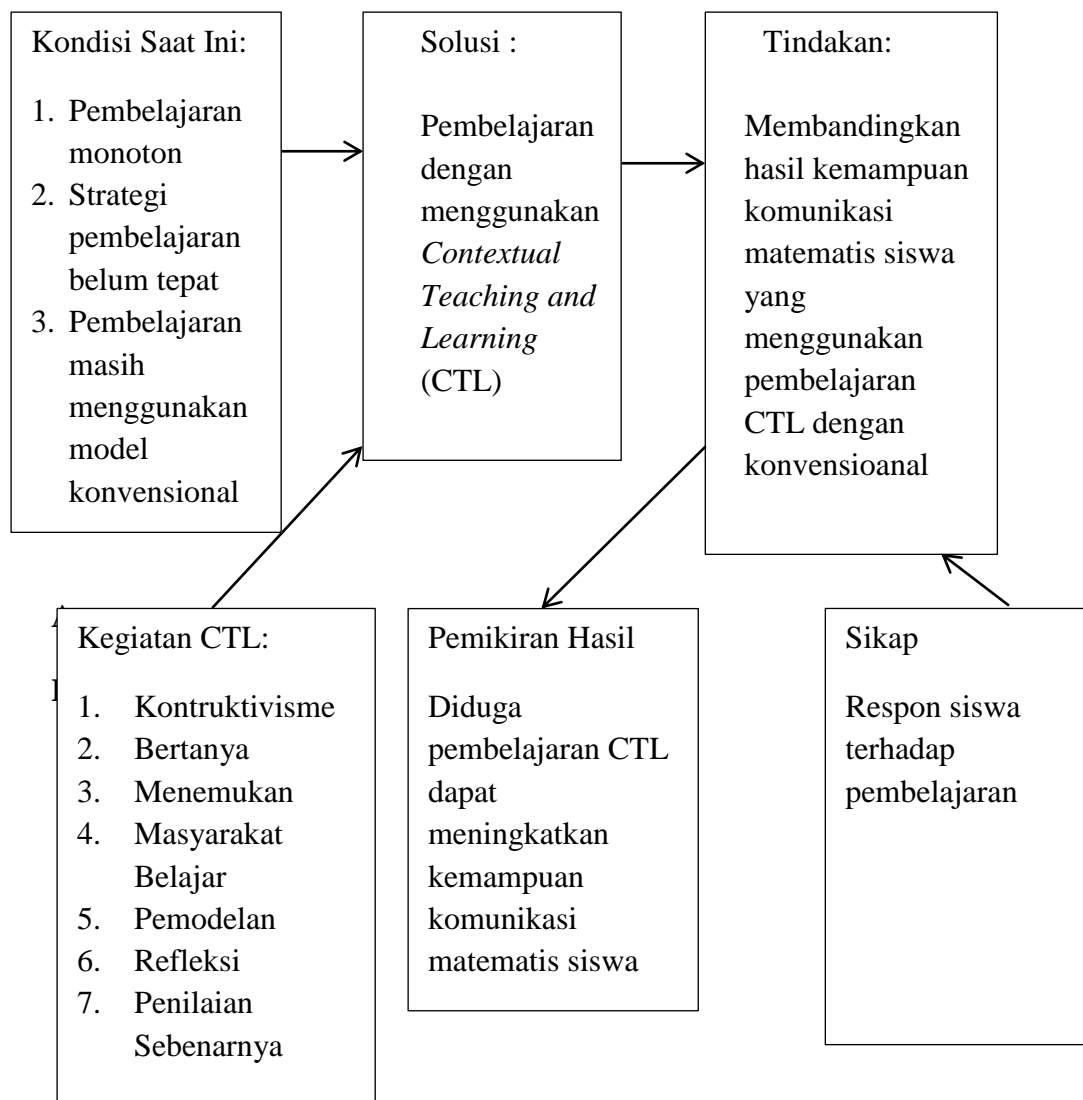 Kondisi Saat Ini:
1. Pembelajaran
monoton
2. Strategi
pembelajaran
belum tepat
3. Pembelajaran
masih
menggunakan
model
konvensional
Solusi :
Pembelajaran
dengan
menggunakan
Contextual
Teaching and
Learning
(CTL)
Tindakan:
Membandingkan
hasil kemampuan
komunikasi
matematis siswa
yang
menggunakan
pembelajaran
CTL dengan
konvensioanal
Kegiatan CTL:
1. Kontruktivisme
2. Bertanya
3. Menemukan
4. Masyarakat
Belajar
5. Pemodelan
6. Refleksi
7. Penilaian
Sebenarnya
Pemikiran Hasil
Diduga
pembelajaran CTL
dapat
meningkatkan
kemampuan
komunikasi
matematis siswa
Sikap
Respon siswa
terhadap
pembelajaran